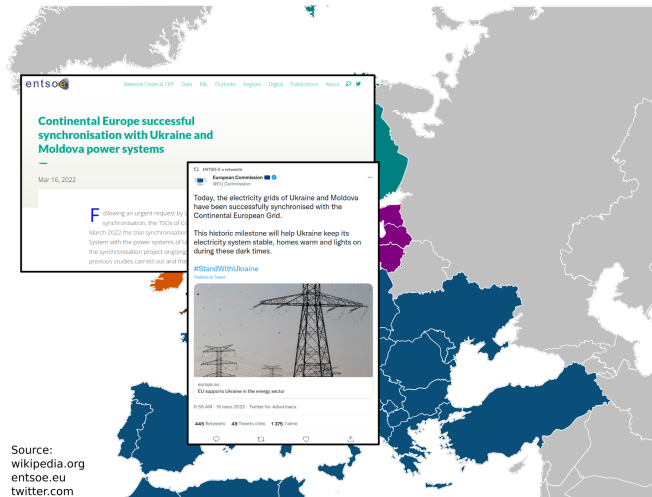 entsoe
Network Codes & CEP Data R&I Outlooks Regions Digital Publications About
Continental Europe successful
synchronisation with Ukraine and
Moldova power systems
Mar 16, 2022
Following an urgent request by
synchronisation, the TSOs of Co
March 2022 the trial synchronisation
System with the power systems of U
the synchronisation project ongoing
previous studies carried out and the
ENTSO-E a retweeté
European Commission
@EU_Commission
Today, the electricity grids of Ukraine and Moldova
have been successfully synchronised with the
Continental European Grid.
This historic milestone will help Ukraine keep its
electricity system stable, homes warm and lights on
during these dark times.
#StandWithUkraine
Traduire le Tweet
europa.eu
EU supports Ukraine in the energy sector
5:58 AM · 16 mars 2022 · Twitter for Advertisers.
445 Retweets 45 Tweets cités 1 375 J'aime
Source:
wikipedia.org
entsoe.eu
twitter.com